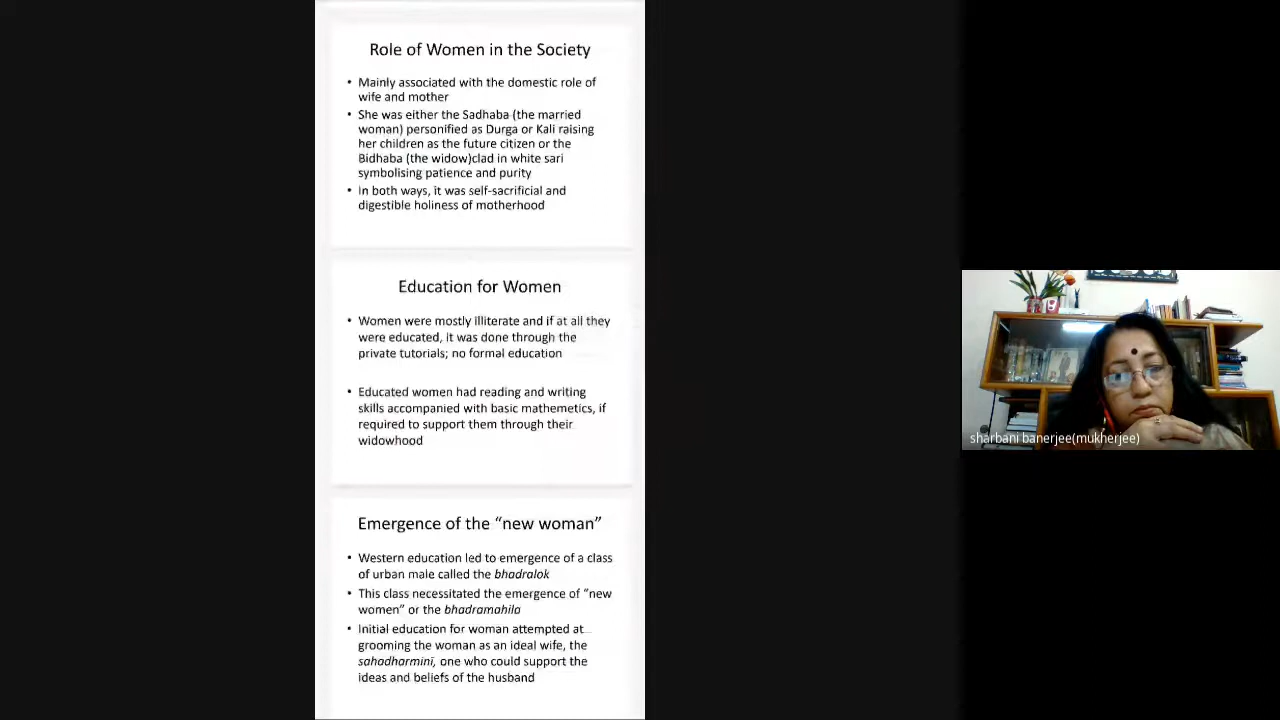 Role of Women in the Society
• Mainly associated with the domestic role of
wife and mother
• She was either the Sadhaba (the married
woman) personified as Durga or Kali raising
her children as the future citizen or the
Bidhaba (the widow)clad in white sari
symbolising patience and purity
• In both ways, it was self-sacrificial and
digestible holiness of motherhood
Education for Women
• Women were mostly illiterate and if at all they
were educated, it was done through the
private tutorials; no formal education
• Educated women had reading and writing
skills accompanied with basic mathemetics, if
required to support them through their
widowhood
Emergence of the “new woman”
• Western education led to emergence of a class
of urban male called the bhadralok
• This class necessitated the emergence of “new
women” or the bhadramahila
• Initial education for woman attempted at
grooming the woman as an ideal wife, the
sahadharminī, one who could support the
ideas and beliefs of the husband
sharbani banerjee(mukherjee)